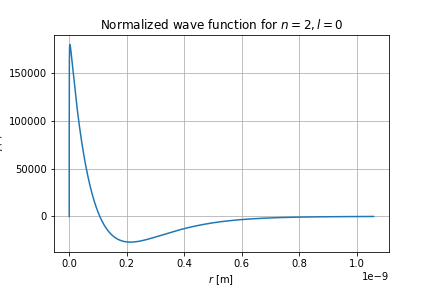 Normalized wave function for n = 2, l = 0
150000
100000
50000
0
0.0 0.2 0.4 0.6 0.8 1.0
1e−9
r [m]